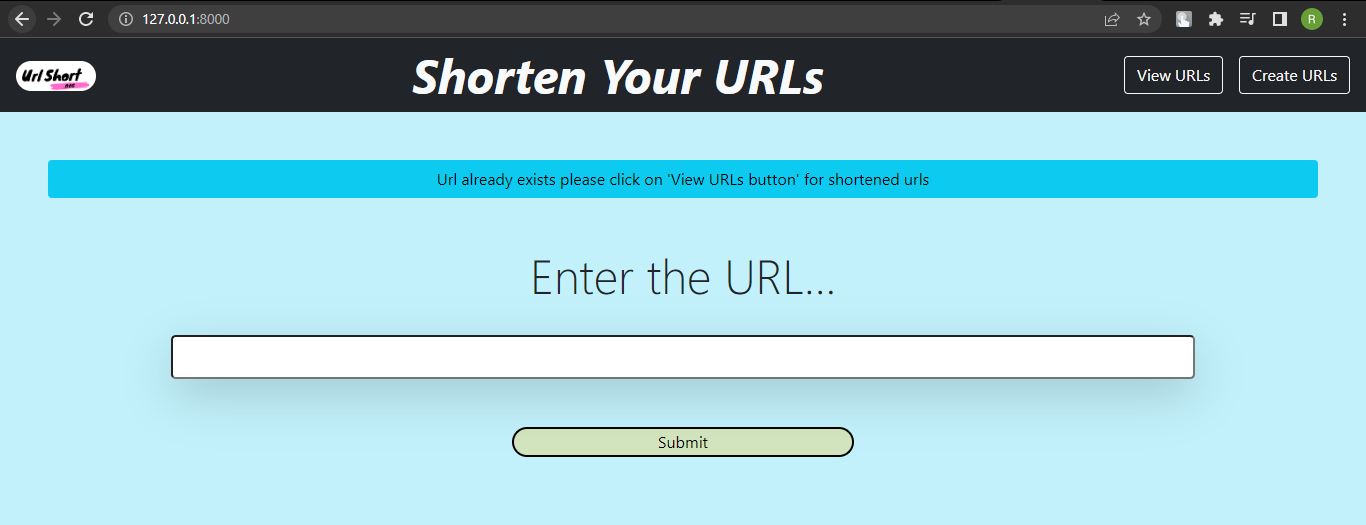 127.0.0.1:8000
R
Url Short
Shorten Your URLs
View URLs
Create URLs
Url already exists please click on 'View URLs button' for shortened urls
Enter the URL...
Submit